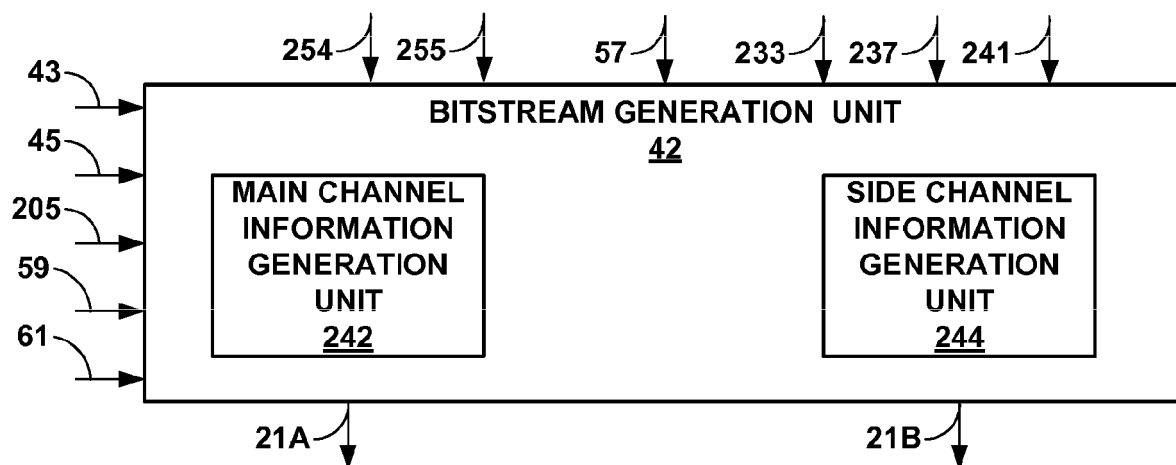 254 255 57 233 237 241
43
BITSTREAM GENERATION UNIT
42
45
205
59
61
MAIN CHANNEL
INFORMATION
GENERATION
UNIT
242
SIDE CHANNEL
INFORMATION
GENERATION
UNIT
244
21A 21B